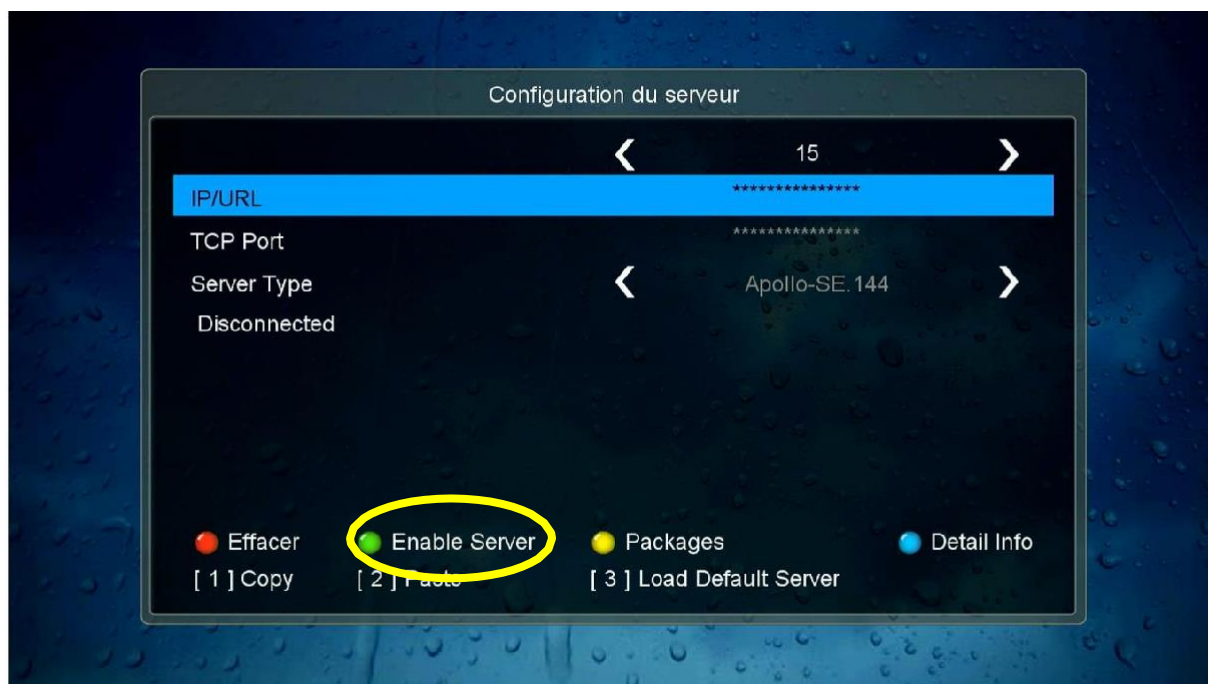 Configuration du serveur
15
IP/URL ***************
TCP Port ***************
Server Type Apollo-SE.144
Disconnected
Effacer Enable Server Packages Detail Info
[ 1 ] Copy [ 2 ] Paste [ 3 ] Load Default Server